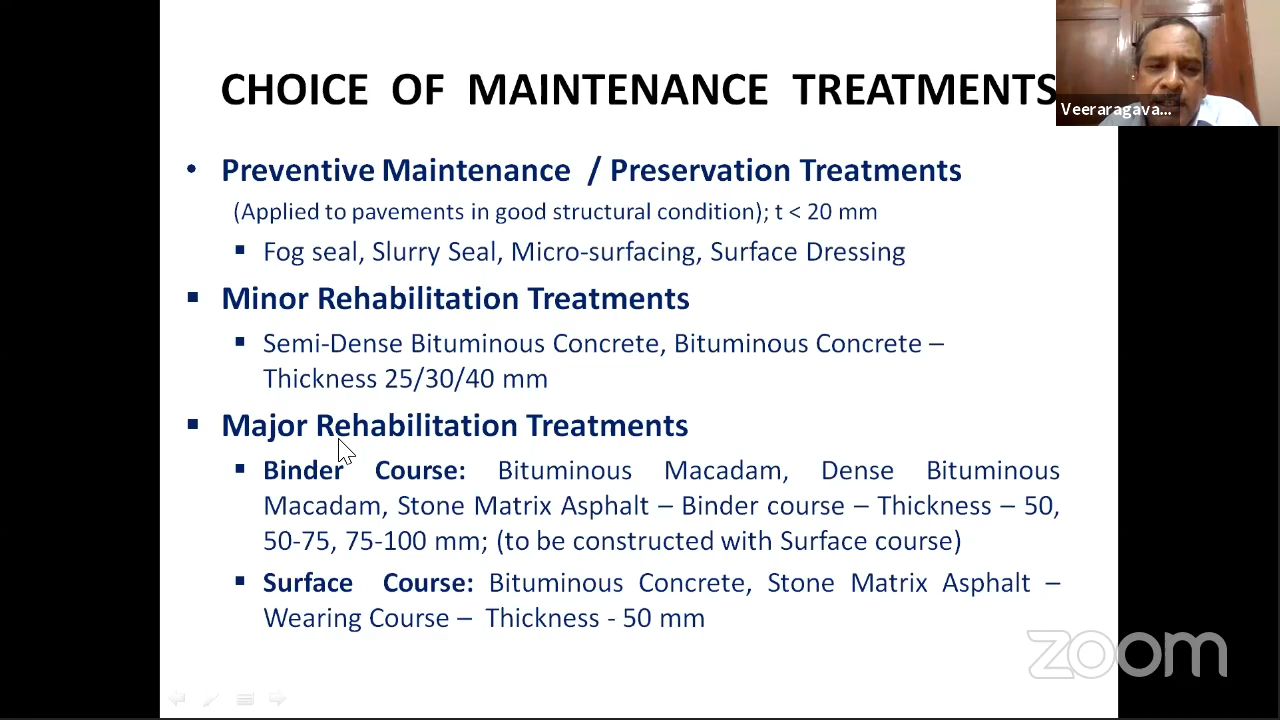 CHOICE OF MAINTENANCE TREATMENTS
Veeraragava...
• Preventive Maintenance / Preservation Treatments
(Applied to pavements in good structural condition); t < 20 mm
▪ Fog seal, Slurry Seal, Micro-surfacing, Surface Dressing
▪ Minor Rehabilitation Treatments
▪ Semi-Dense Bituminous Concrete, Bituminous Concrete –
Thickness 25/30/40 mm
▪ Major Rehabilitation Treatments
▪ Binder Course: Bituminous Macadam, Dense Bituminous
Macadam, Stone Matrix Asphalt – Binder course – Thickness – 50,
50-75, 75-100 mm; (to be constructed with Surface course)
▪ Surface Course: Bituminous Concrete, Stone Matrix Asphalt –
Wearing Course – Thickness - 50 mm
zoom